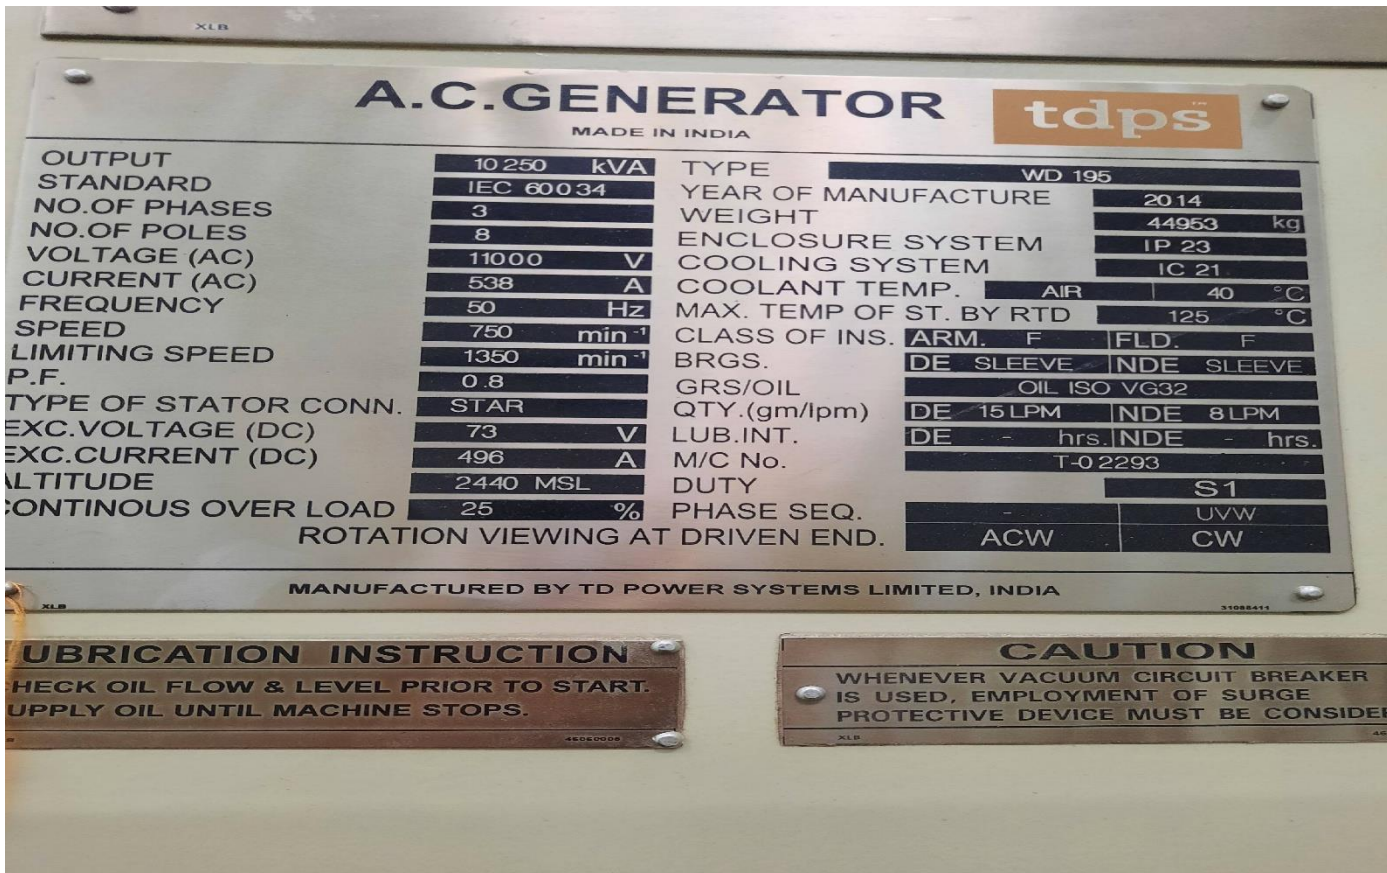 XLB
A.C.GENERATOR
tdps™
MADE IN INDIA
OUTPUT 10250 kVA
STANDARD IEC 60034
NO.OF PHASES 3
NO.OF POLES 8
VOLTAGE (AC) 11000 V
CURRENT (AC) 538 A
FREQUENCY 50 Hz
SPEED 750 min⁻¹
LIMITING SPEED 1350 min⁻¹
P.F. 0.8
TYPE OF STATOR CONN. STAR
EXC.VOLTAGE (DC) 73 V
EXC.CURRENT (DC) 496 A
ALTITUDE 2440 MSL
CONTINOUS OVER LOAD 25 %
TYPE WD 195
YEAR OF MANUFACTURE 2014
WEIGHT 44953 kg
ENCLOSURE SYSTEM IP 23
COOLING SYSTEM IC 21
COOLANT TEMP. AIR 40 °C
MAX. TEMP OF ST. BY RTD 125 °C
CLASS OF INS. ARM. F FLD. F
BRGS. DE SLEEVE NDE SLEEVE
GRS/OIL OIL ISO VG32
QTY.(gm/lpm) DE 15 LPM NDE 8 LPM
LUB.INT. DE - hrs. NDE - hrs.
M/C No. T-02293
DUTY S1
PHASE SEQ. - UVW
ROTATION VIEWING AT DRIVEN END. ACW CW
MANUFACTURED BY TD POWER SYSTEMS LIMITED, INDIA
XLB 31088411
UBRICATION INSTRUCTION
HECK OIL FLOW & LEVEL PRIOR TO START.
UPPLY OIL UNTIL MACHINE STOPS.
CAUTION
WHENEVER VACUUM CIRCUIT BREAKER
IS USED, EMPLOYMENT OF SURGE
PROTECTIVE DEVICE MUST BE CONSIDE
XLB